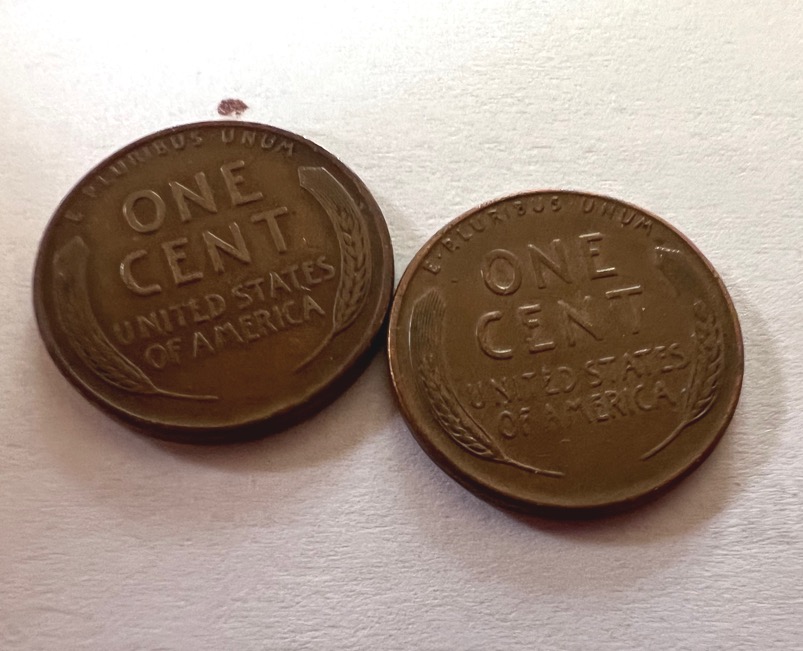 E PLURIBUS UNUM
ONE
CENT
UNITED STATES
OF AMERICA
E·PLURIBUS UNUM
ONE
CENT
UNITED STATES
OF AMERICA